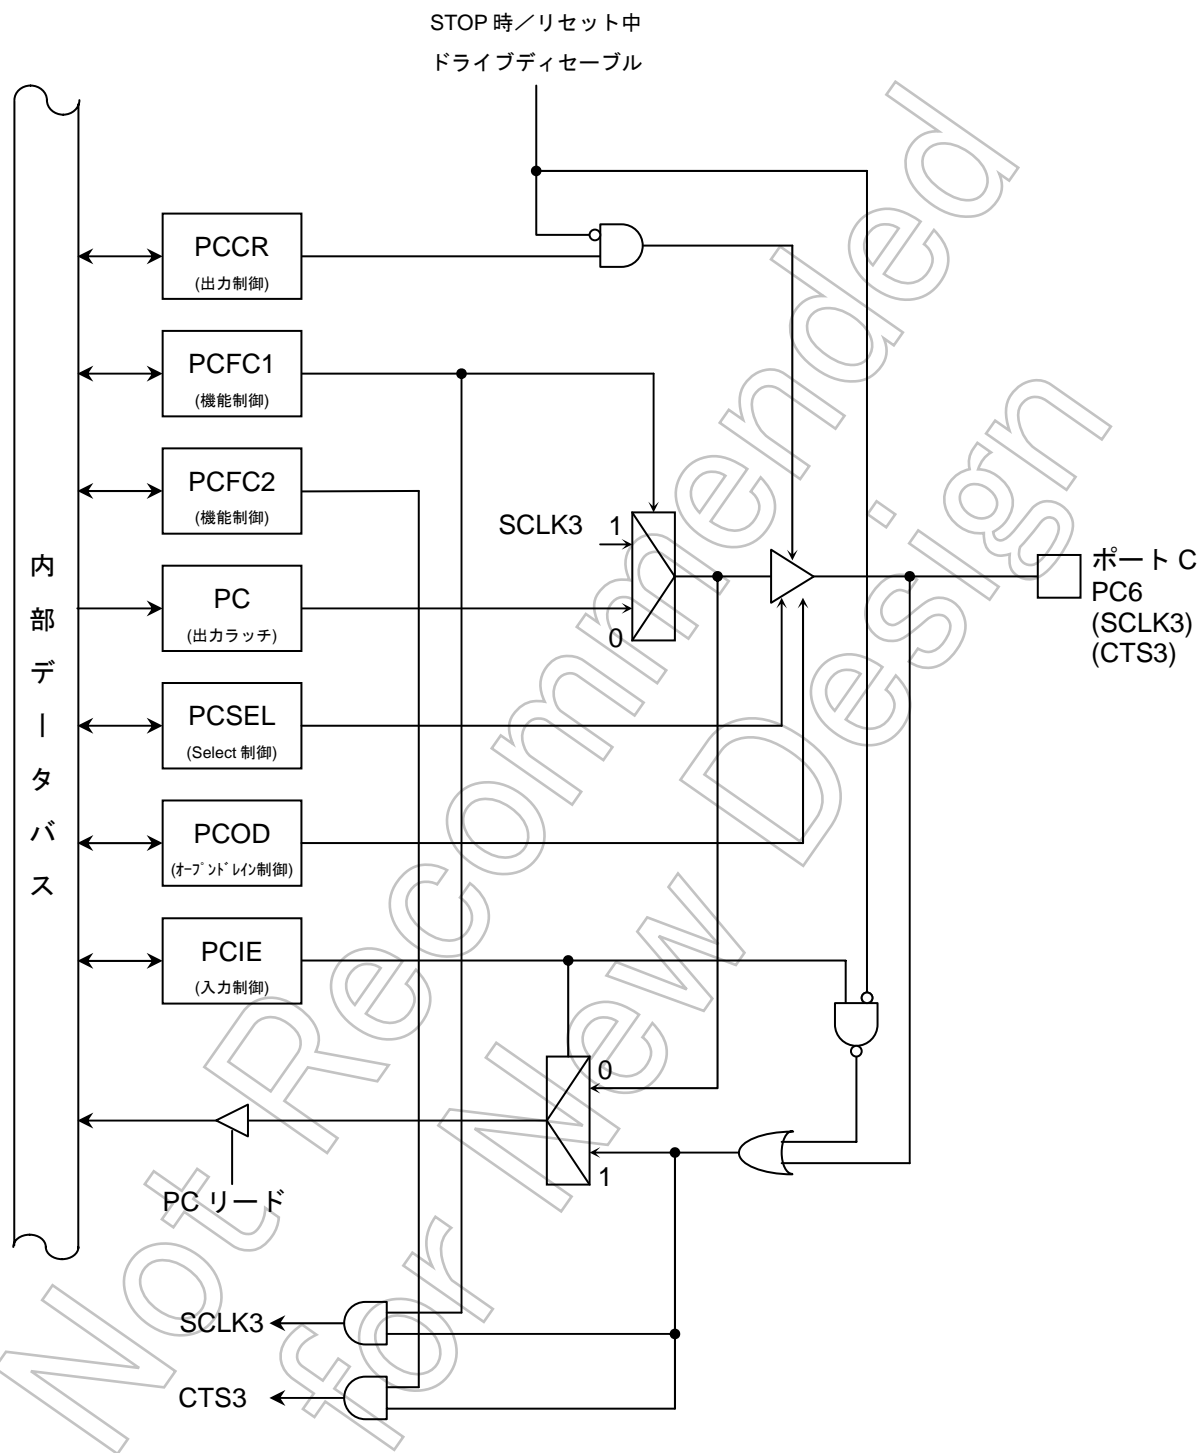 STOP 時／リセット中
ドライブディセーブル
内部データバス
PCCR
(出力制御)
PCFC1
(機能制御)
PCFC2
(機能制御)
SCLK3
1
0
PC
(出力ラッチ)
PCSEL
(Select 制御)
PCOD
(ｵｰﾌﾟﾝﾄﾞﾚｲﾝ制御)
PCIE
(入力制御)
ポート C
PC6
(SCLK3)
(CTS3)
0
1
PC リード
SCLK3
CTS3
Not Recommended
for New Design